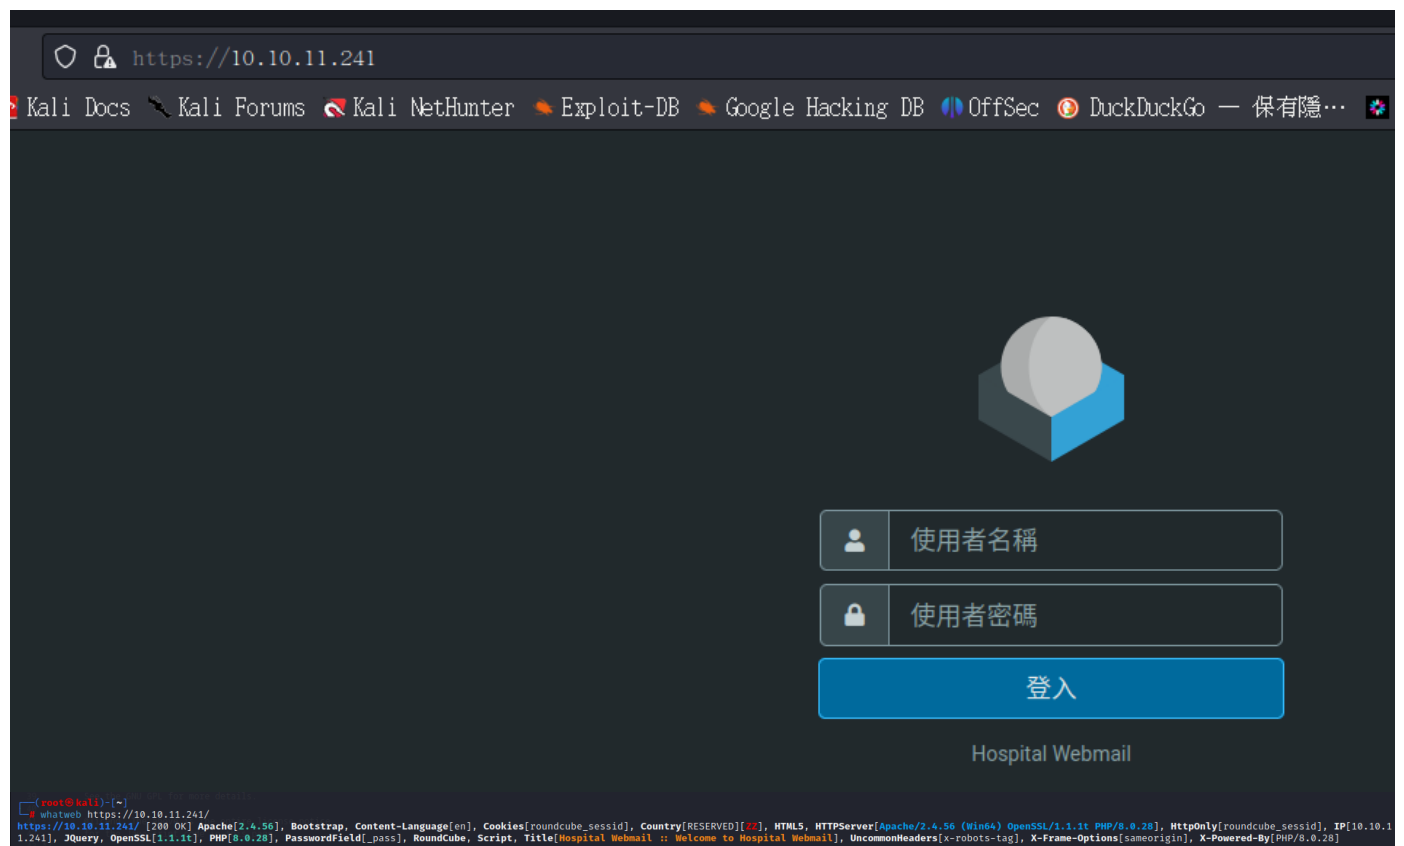 https://10.10.11.241
Kali Docs Kali Forums Kali NetHunter Exploit-DB Google Hacking DB OffSec DuckDuckGo — 保有隱…
使用者名稱
使用者密碼
登入
Hospital Webmail
┌──(root㉿kali)-[~]
└─# whatweb https://10.10.11.241/
https://10.10.11.241/ [200 OK] Apache[2.4.56], Bootstrap, Content-Language[en], Cookies[roundcube_sessid], Country[RESERVED][ZZ], HTML5, HTTPServer[Apache/2.4.56 (Win64) OpenSSL/1.1.1t PHP/8.0.28], HttpOnly[roundcube_sessid], IP[10.10.1
1.241], JQuery, OpenSSL[1.1.1t], PHP[8.0.28], PasswordField[_pass], RoundCube, Script, Title[Hospital Webmail :: Welcome to Hospital Webmail], UncommonHeaders[x-robots-tag], X-Frame-Options[sameorigin], X-Powered-By[PHP/8.0.28]